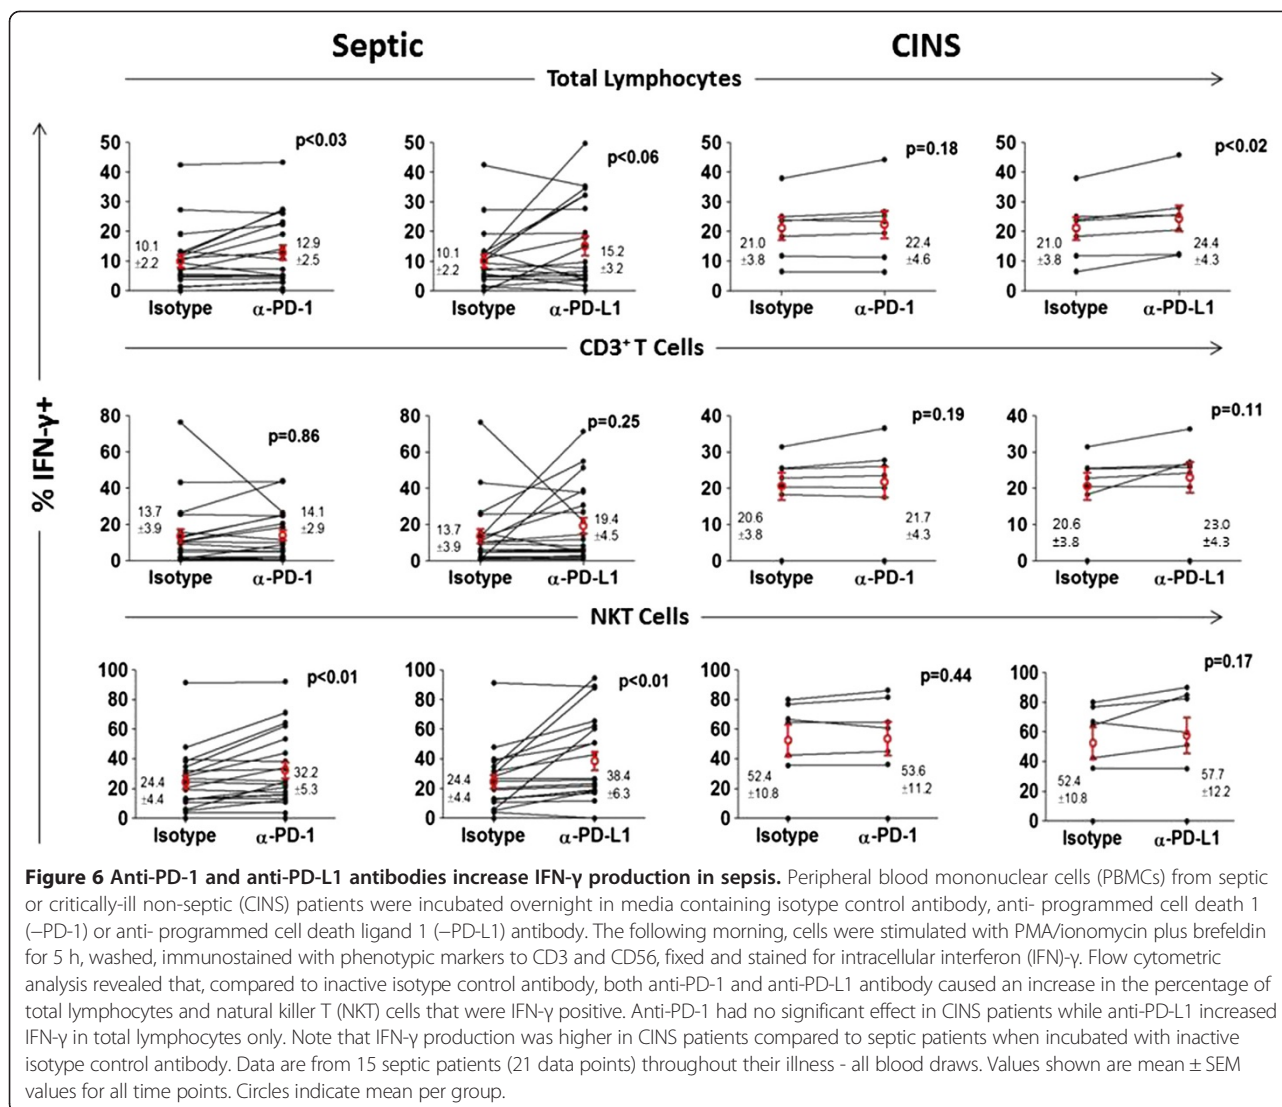 Septic CINS
Total Lymphocytes
% IFN-γ+
50 50 50 50
p<0.03 p<0.06 p=0.18 p<0.02
40 40 40 40
30 30 30 30
20 20 20 20
10.1 ±2.2 12.9 ±2.5 10.1 ±2.2 15.2 ±3.2 21.0 ±3.8 22.4 ±4.6 21.0 ±3.8 24.4 ±4.3
10 10 10 10
0 0 0 0
Isotype α-PD-1 Isotype α-PD-L1 Isotype α-PD-1 Isotype α-PD-L1
CD3⁺ T Cells
80 80 40 40
p=0.86 p=0.25 p=0.19 p=0.11
60 60 30 30
40 40 20 20
13.7 ±3.9 14.1 ±2.9 13.7 ±3.9 19.4 ±4.5 20.6 ±3.8 21.7 ±4.3 20.6 ±3.8 23.0 ±4.3
20 20 10 10
0 0 0 0
Isotype α-PD-1 Isotype α-PD-L1 Isotype α-PD-1 Isotype α-PD-L1
NKT Cells
100 100 100 100
p<0.01 p<0.01 p=0.44 p=0.17
80 80 80 80
60 60 60 60
40 40 40 40
24.4 ±4.4 32.2 ±5.3 24.4 ±4.4 38.4 ±6.3 52.4 ±10.8 53.6 ±11.2 52.4 ±10.8 57.7 ±12.2
20 20 20 20
0 0 0 0
Isotype α-PD-1 Isotype α-PD-L1 Isotype α-PD-1 Isotype α-PD-L1
Figure 6 Anti-PD-1 and anti-PD-L1 antibodies increase IFN-γ production in sepsis. Peripheral blood mononuclear cells (PBMCs) from septic
or critically-ill non-septic (CINS) patients were incubated overnight in media containing isotype control antibody, anti- programmed cell death 1
(−PD-1) or anti- programmed cell death ligand 1 (−PD-L1) antibody. The following morning, cells were stimulated with PMA/ionomycin plus brefeldin
for 5 h, washed, immunostained with phenotypic markers to CD3 and CD56, fixed and stained for intracellular interferon (IFN)-γ. Flow cytometric
analysis revealed that, compared to inactive isotype control antibody, both anti-PD-1 and anti-PD-L1 antibody caused an increase in the percentage of
total lymphocytes and natural killer T (NKT) cells that were IFN-γ positive. Anti-PD-1 had no significant effect in CINS patients while anti-PD-L1 increased
IFN-γ in total lymphocytes only. Note that IFN-γ production was higher in CINS patients compared to septic patients when incubated with inactive
isotype control antibody. Data are from 15 septic patients (21 data points) throughout their illness - all blood draws. Values shown are mean ± SEM
values for all time points. Circles indicate mean per group.